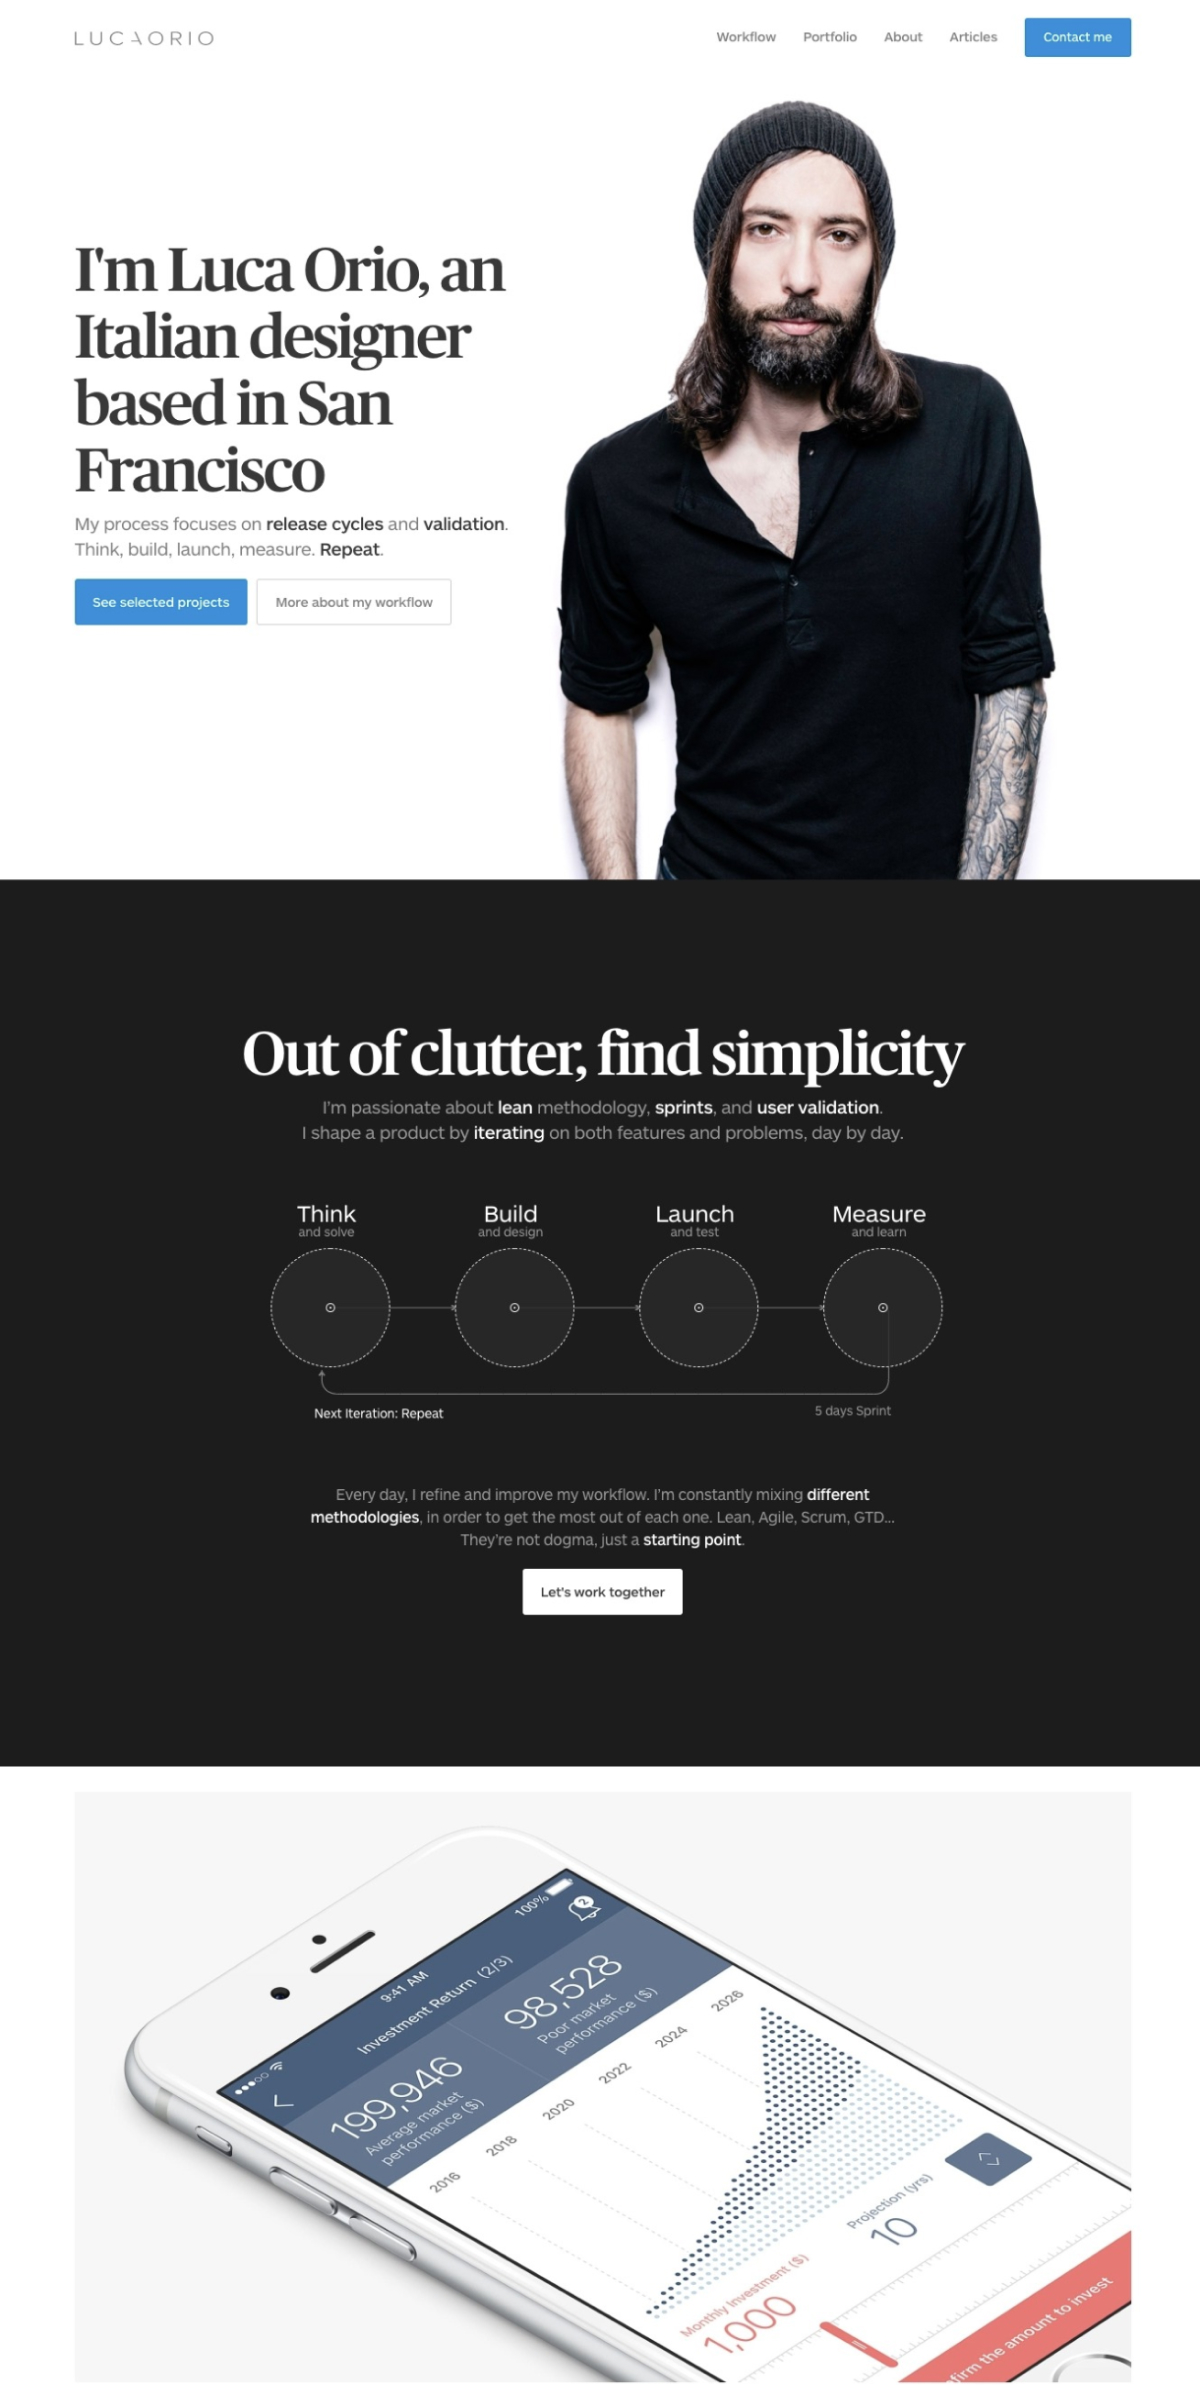 LUCAORIO
Workflow Portfolio About Articles Contact me
I'm Luca Orio, an
Italian designer
based in San
Francisco
My process focuses on release cycles and validation.
Think, build, launch, measure. Repeat.
See selected projects More about my workflow
Out of clutter, find simplicity
I'm passionate about lean methodology, sprints, and user validation.
I shape a product by iterating on both features and problems, day by day.
Think Build Launch Measure
and solve and design and test and learn
Next Iteration: Repeat 5 days Sprint
Every day, I refine and improve my workflow. I'm constantly mixing different
methodologies, in order to get the most out of each one. Lean, Agile, Scrum, GTD...
They're not dogma, just a starting point.
Let's work together
9:41 AM
100%
Investment Return (2/3)
2
199,946
Average market
performance ($)
98,528
Poor market
performance ($)
2016
2018
2020
2022
2024
2026
Monthly Investment ($)
1,000
Projection (yrs)
10
firm the amount to invest